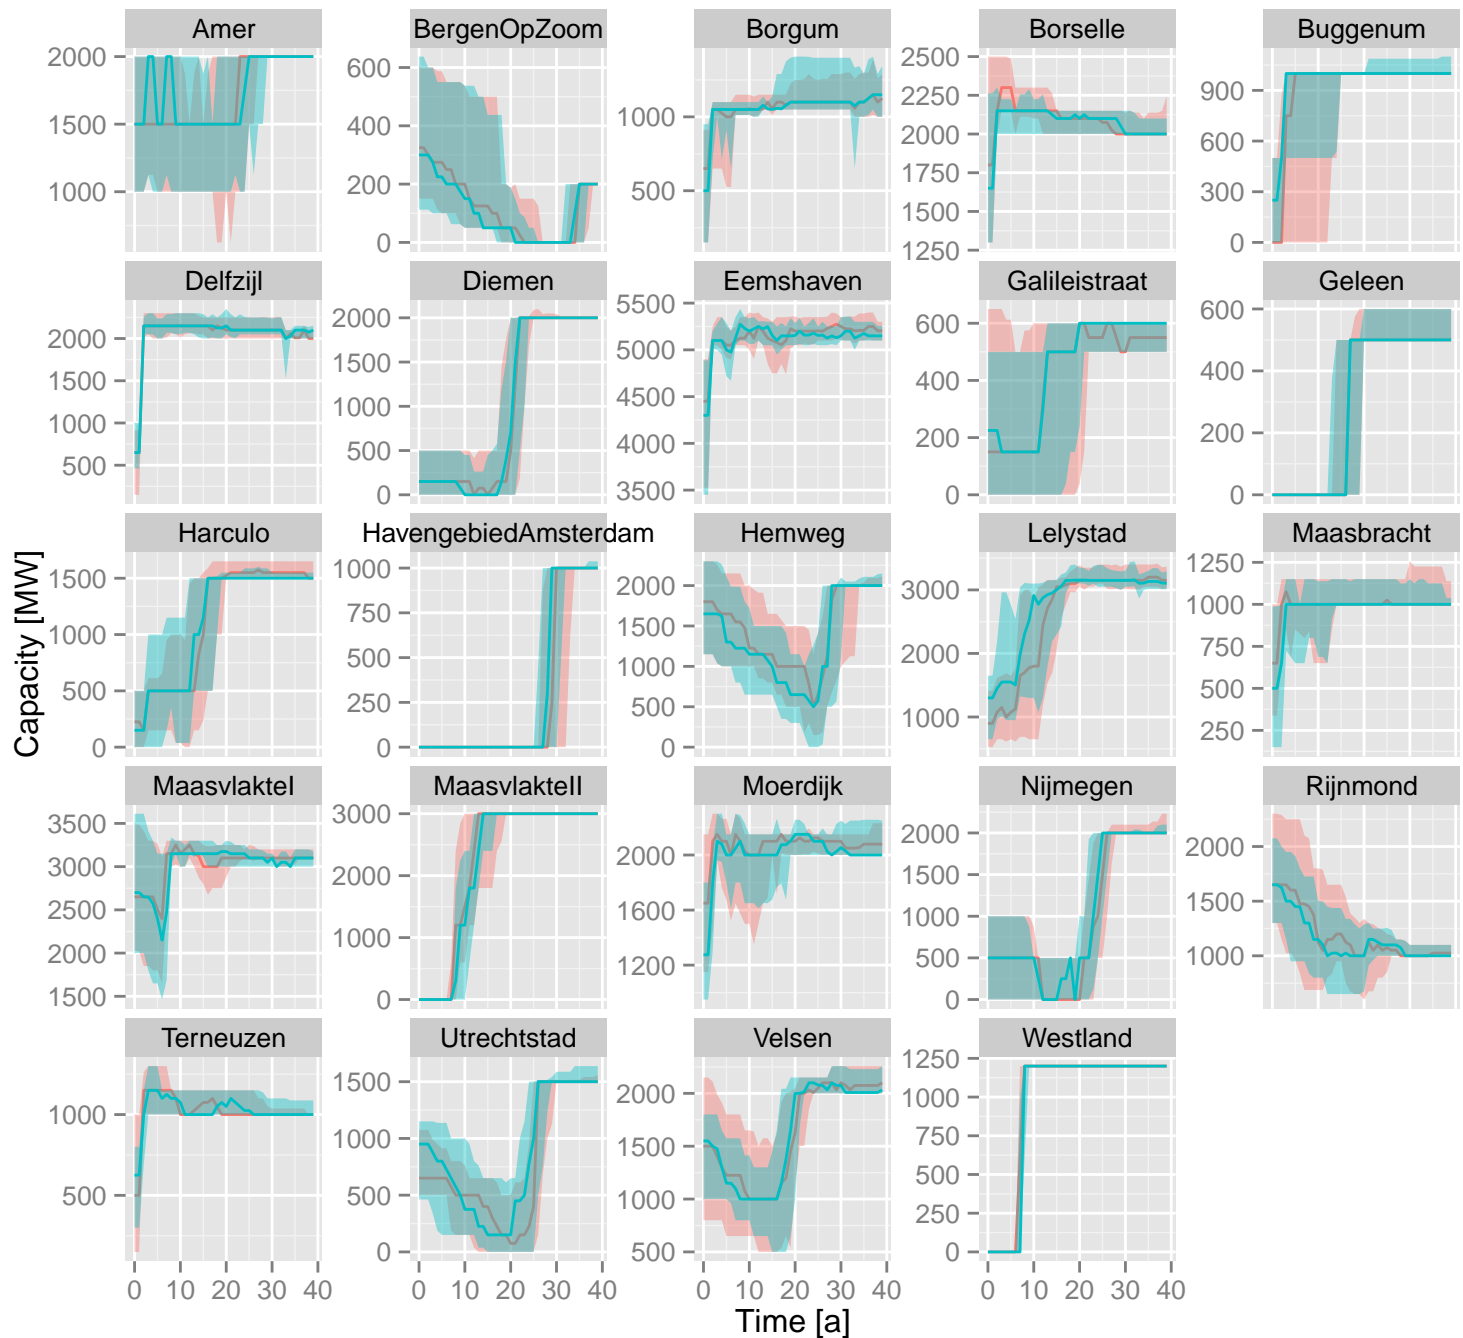 Amer BergenOpZoom Borgum Borselle Buggenum
2000 1500 1000
600 400 200 0
1000 500
2500 2250 2000 1750 1500 1250
900 600 300 0
Delfzijl Diemen Eemshaven Galileistraat Geleen
2500 2000 1500 1000 500
2000 1500 1000 500 0
5500 5000 4500 4000 3500
600 400 200 0
600 400 200 0
Harculo HavengebiedAmsterdam Hemweg Lelystad Maasbracht
1500 1000 500 0
1000 750 500 250 0
2000 1500 1000 500 0
3000 2000 1000
1250 1000 750 500 250
MaasvlakteI MaasvlakteII Moerdijk Nijmegen Rijnmond
3500 3000 2500 2000 1500
3000 2000 1000 0
2000 1600 1200
2000 1500 1000 500 0
2000 1500 1000
Terneuzen Utrechtstad Velsen Westland
1000 500
1500 1000 500 0
2000 1500 1000 500
1250 1000 750 500 250 0
0 10 20 30 40 0 10 20 30 40 0 10 20 30 40 0 10 20 30 40
Time [a]
Capacity [MW]